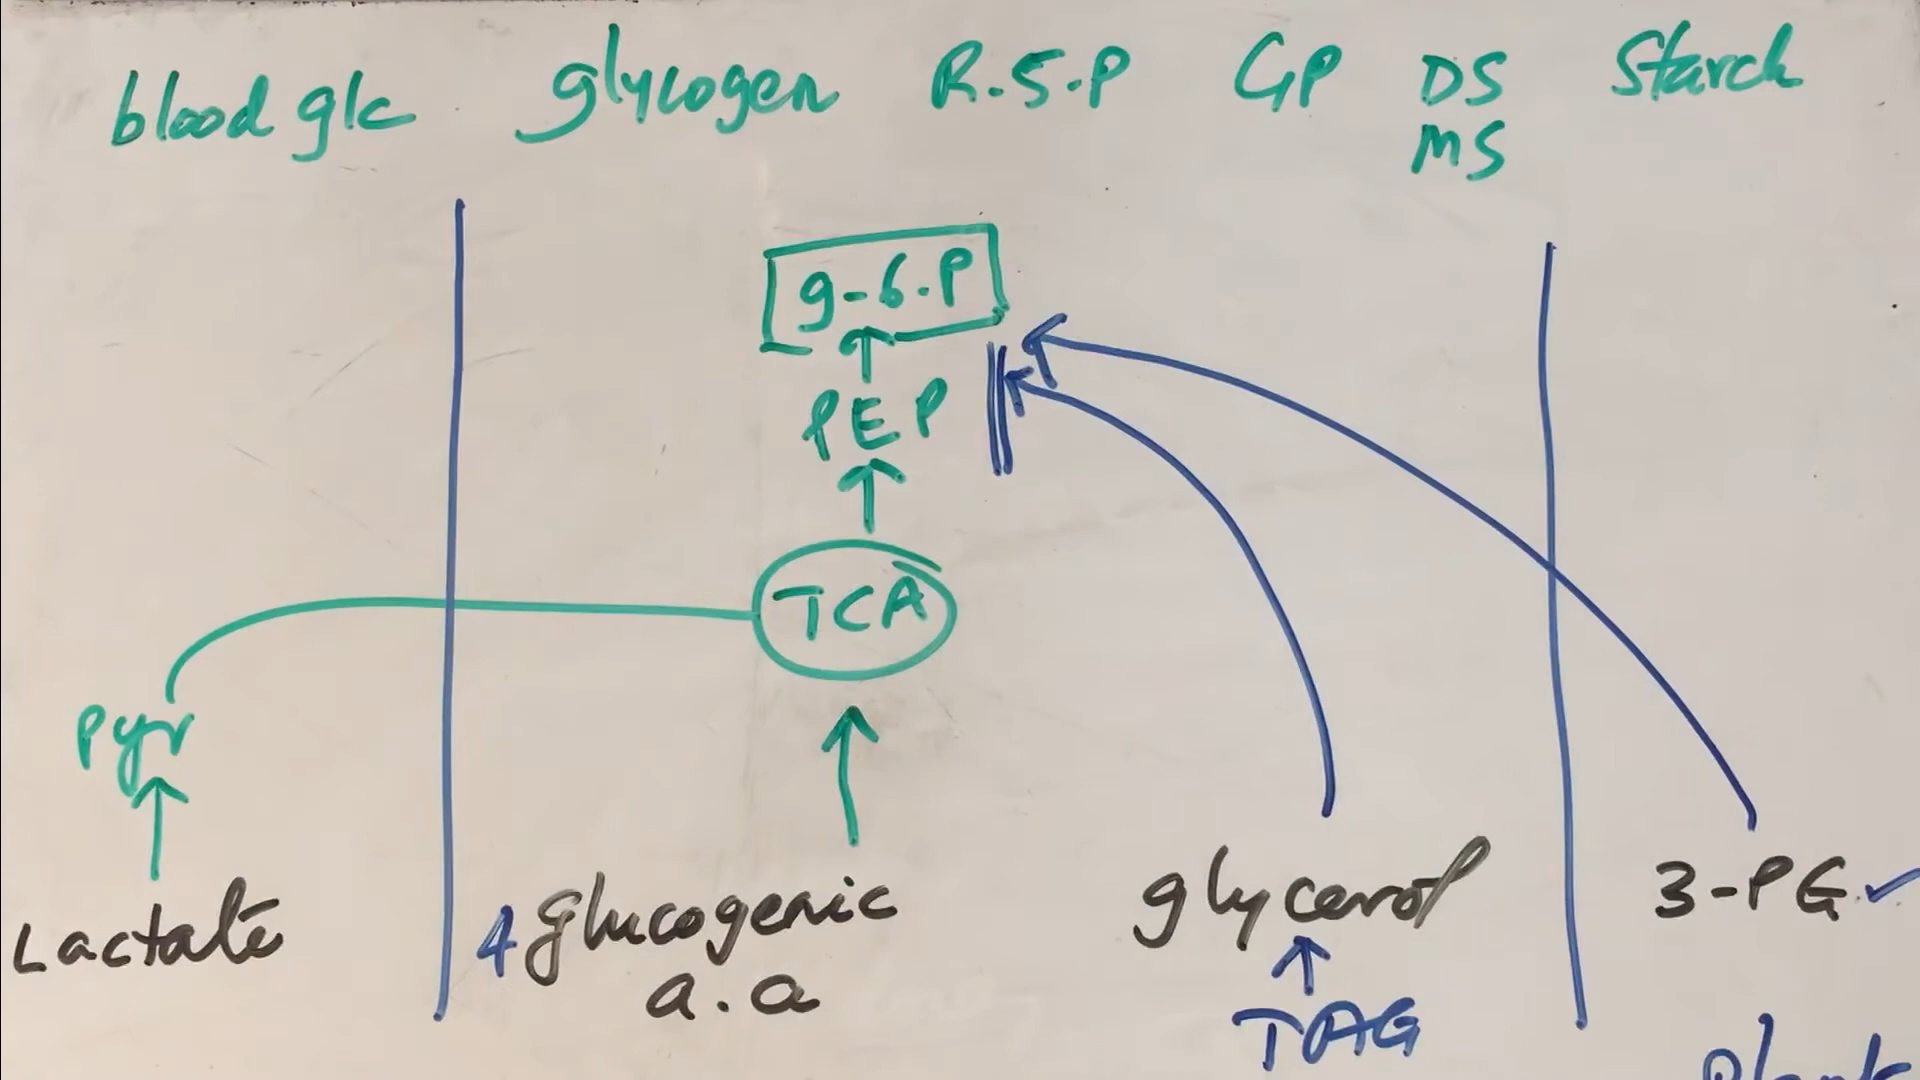 blood glc glycogen R.5.P GP DS Starch
MS
g-6.P
PEP
TCA
Pyr
Lactate 4 glucogenic glycerol 3-PG
a.a
TAG